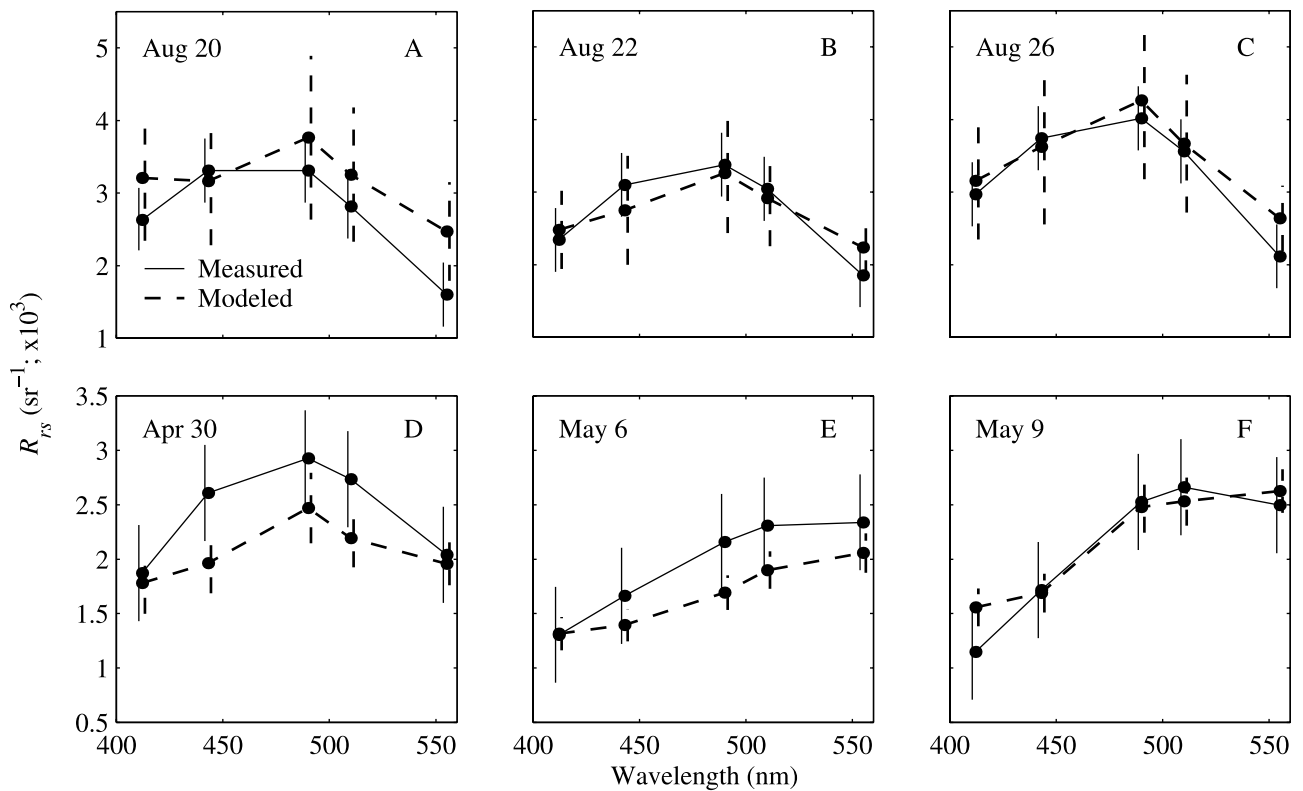 Aug 20 A
Aug 22 B
Aug 26 C
5
4
3
2
1
Measured
Modeled
R_rs (sr⁻¹; x10³)
Apr 30 D
May 6 E
May 9 F
3.5
3
2.5
2
1.5
1
0.5
400 450 500 550
400 450 500 550
400 450 500 550
Wavelength (nm)